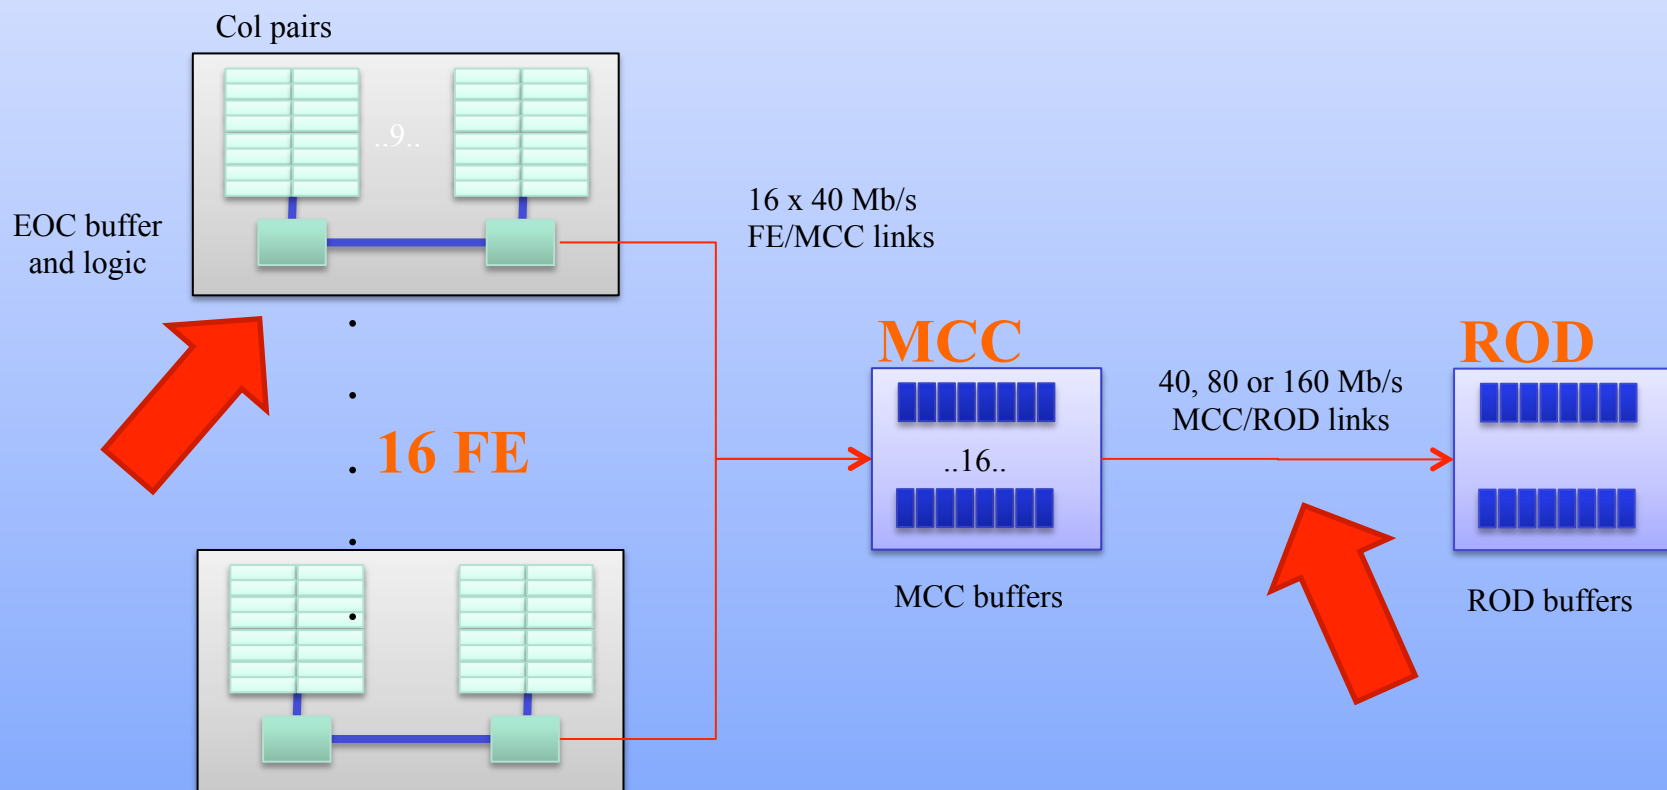 Col pairs
..9..
EOC buffer
and logic
16 x 40 Mb/s
FE/MCC links
16 FE
MCC
..16..
MCC buffers
40, 80 or 160 Mb/s
MCC/ROD links
ROD
ROD buffers